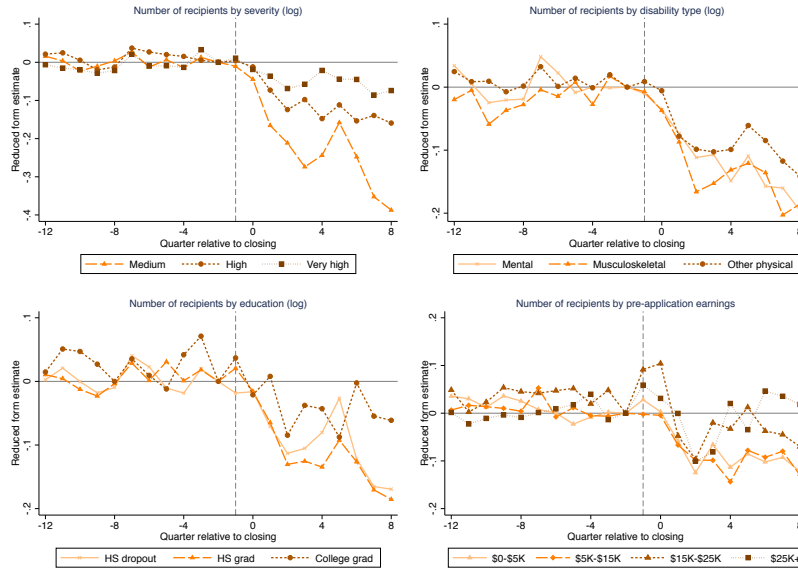 Number of recipients by severity (log)
Reduced form estimate
.1
0
-.1
-.2
-.3
-.4
-12
-8
-4
0
4
8
Quarter relative to closing
Medium High Very high
Number of recipients by disability type (log)
Reduced form estimate
.1
0
-.1
-.2
-12
-8
-4
0
4
8
Quarter relative to closing
Mental Musculoskeletal Other physical
Number of recipients by education (log)
Reduced form estimate
.1
0
-.1
-.2
-12
-8
-4
0
4
8
Quarter relative to closing
HS dropout HS grad College grad
Number of recipients by pre-application earnings
Reduced form estimate
.2
.1
0
-.1
-.2
-12
-8
-4
0
4
8
Quarter relative to closing
$0-$5K $5K-$15K $15K-$25K $25K+